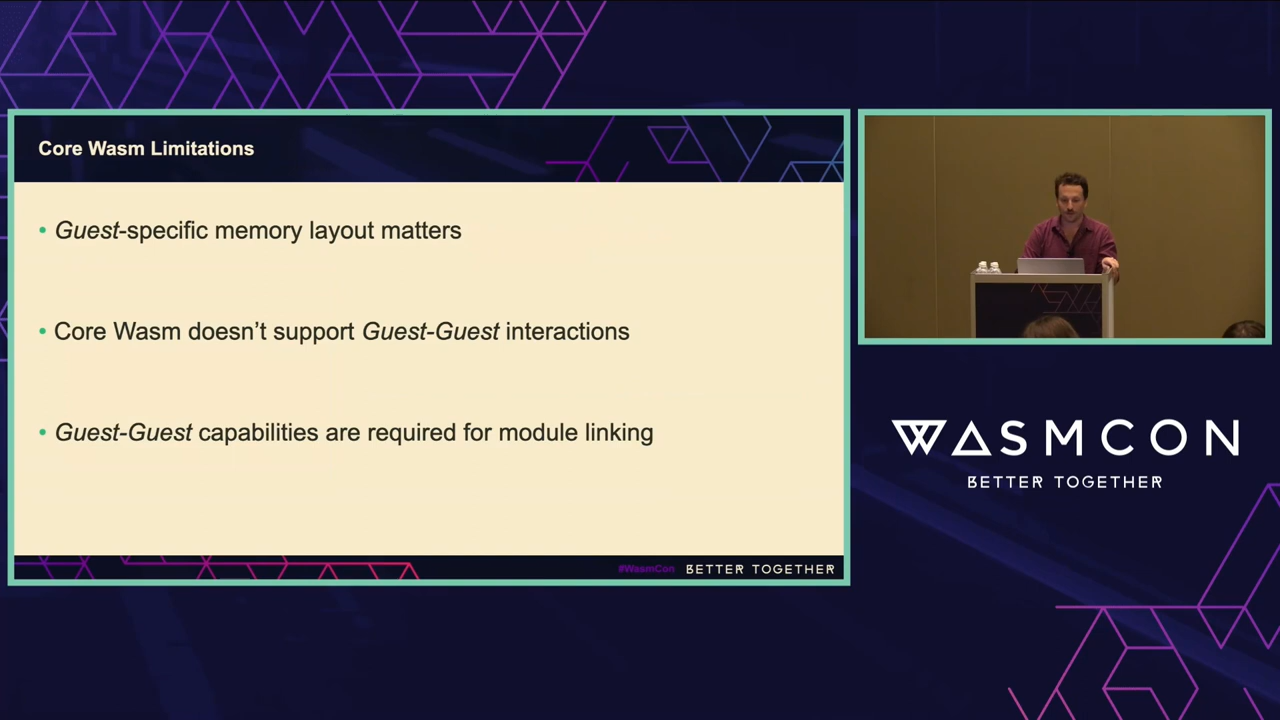 Core Wasm Limitations
• Guest-specific memory layout matters
• Core Wasm doesn’t support Guest-Guest interactions
• Guest-Guest capabilities are required for module linking
#WasmCon BETTER TOGETHER
WASMCON
BETTER TOGETHER